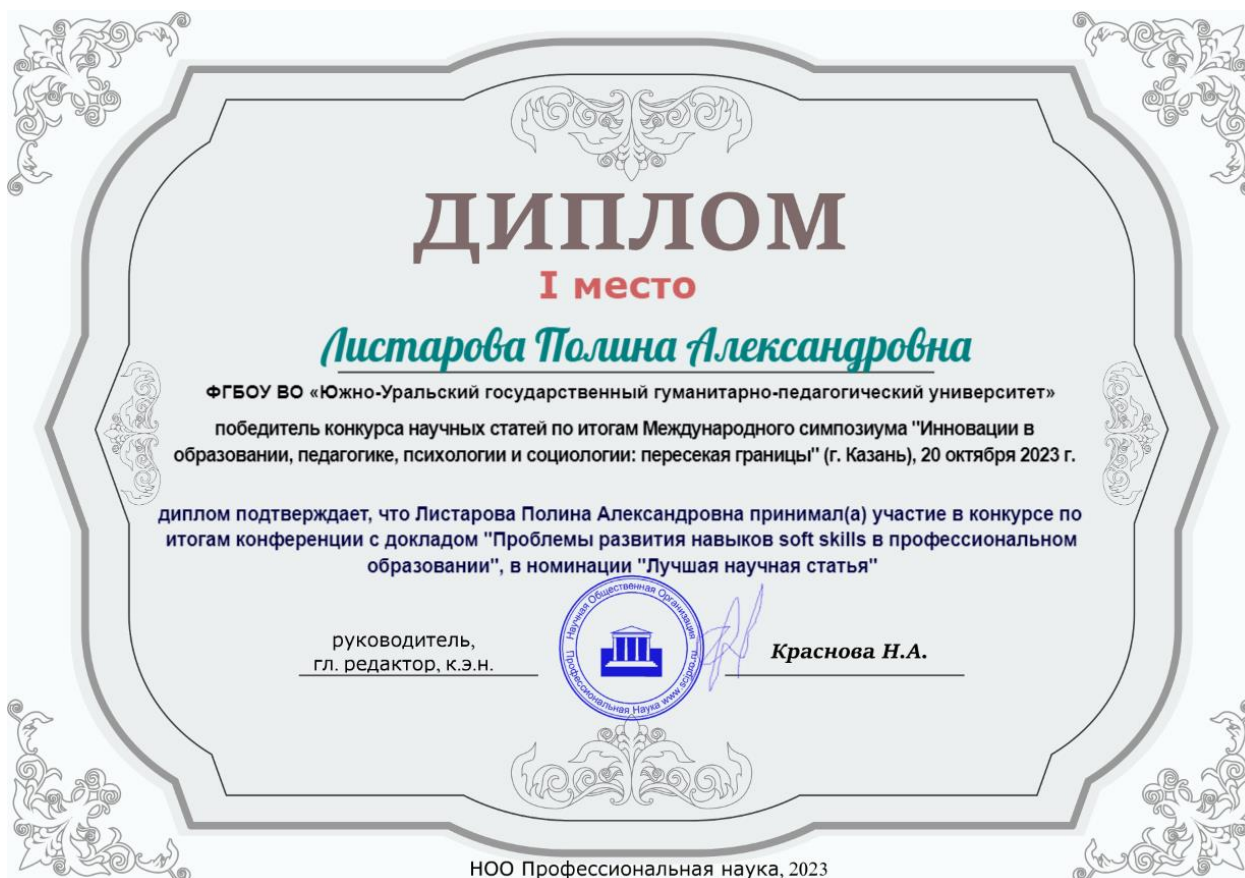 ДИПЛОМ
I место
Листарова Полина Александровна
ФГБОУ ВО «Южно-Уральский государственный гуманитарно-педагогический университет»
победитель конкурса научных статей по итогам Международного симпозиума "Инновации в
образовании, педагогике, психологии и социологии: пересекая границы" (г. Казань), 20 октября 2023 г.
диплом подтверждает, что Листарова Полина Александровна принимал(а) участие в конкурсе по
итогам конференции с докладом "Проблемы развития навыков soft skills в профессиональном
образовании", в номинации "Лучшая научная статья"
руководитель,
гл. редактор, к.э.н.
Научная Общественная Организация
Профессиональная Наука www.scipro.ru
Краснова Н.А.
НОО Профессиональная наука, 2023